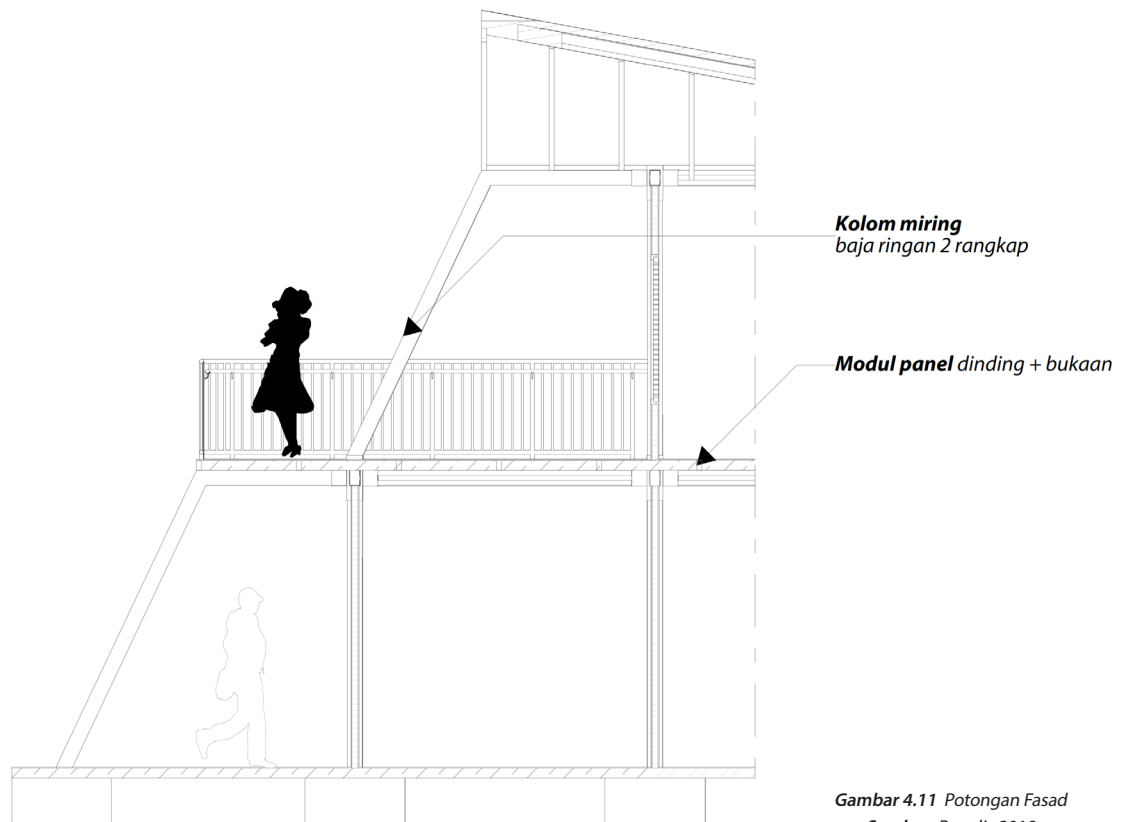 Kolom miring
baja ringan 2 rangkap
Modul panel dinding + bukaan
Gambar 4.11 Potongan Fasad